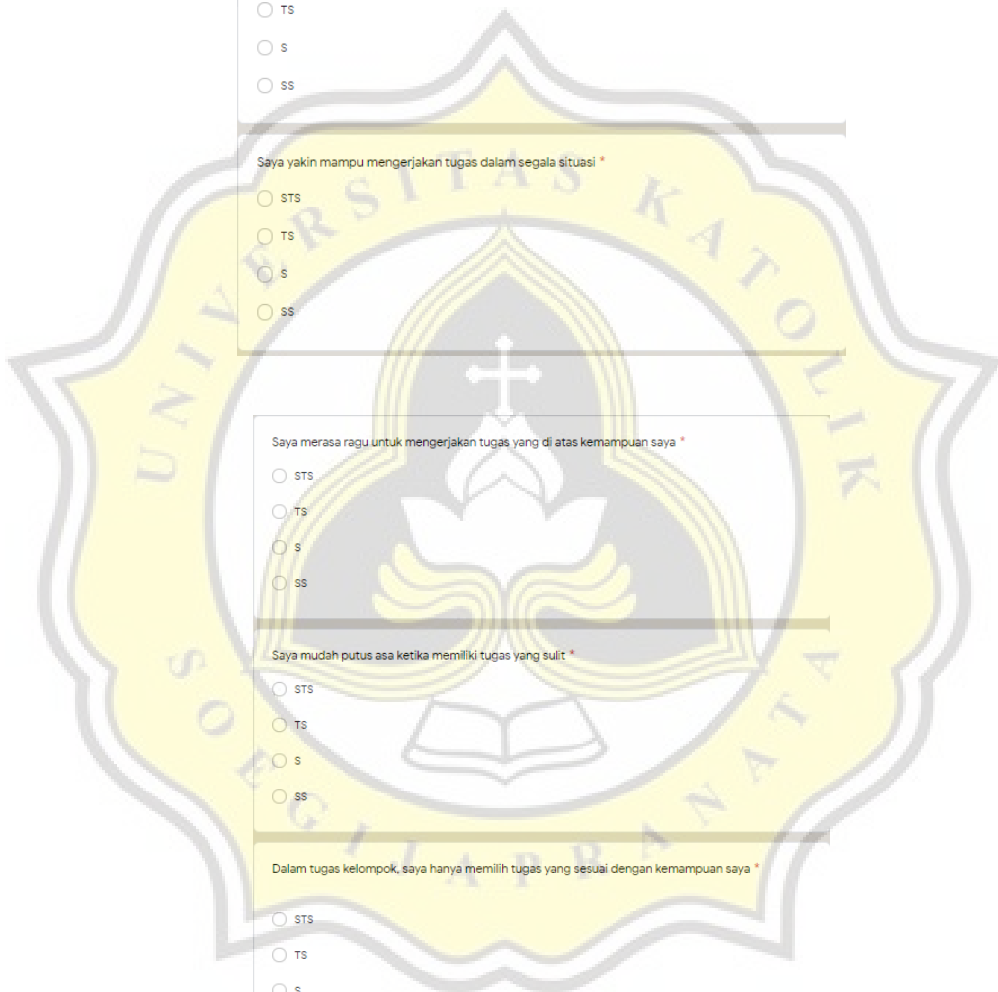 TS
S
SS
Saya yakin mampu mengerjakan tugas dalam segala situasi *
STS
TS
S
SS
Saya merasa ragu untuk mengerjakan tugas yang di atas kemampuan saya *
STS
TS
S
SS
Saya mudah putus asa ketika memiliki tugas yang sulit *
STS
TS
S
SS
Dalam tugas kelompok, saya hanya memilih tugas yang sesuai dengan kemampuan saya *
STS
TS
S
UNIVERSITAS KATOLIK
SOEGIJAPRANATA